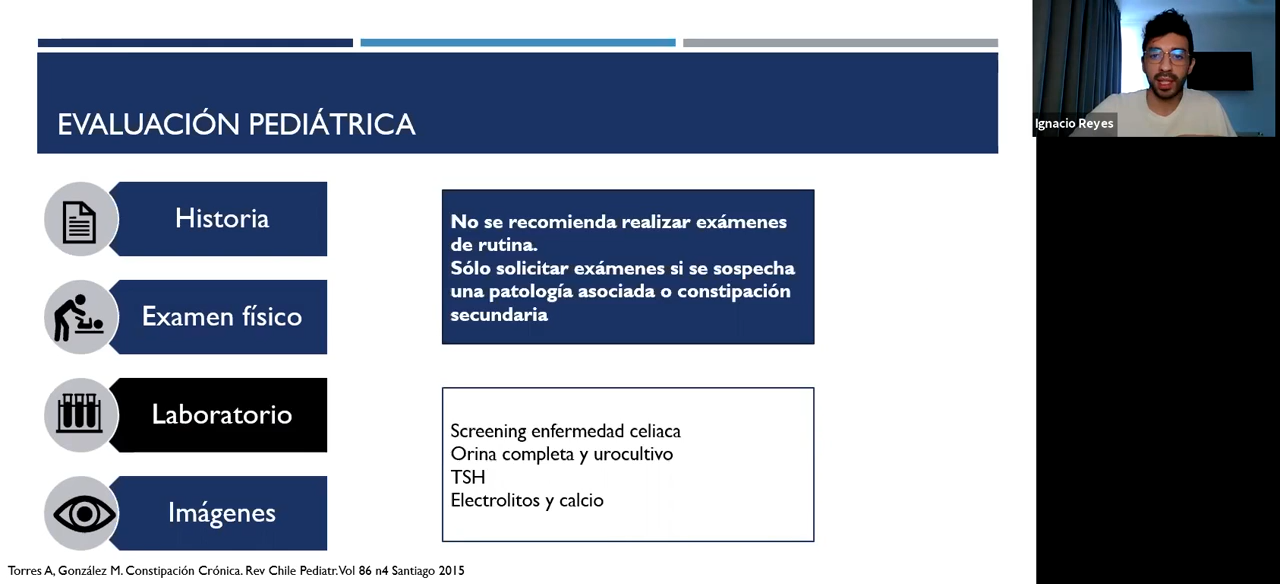 EVALUACIÓN PEDIÁTRICA
Historia
Examen físico
Laboratorio
Imágenes
No se recomienda realizar exámenes
de rutina.
Sólo solicitar exámenes si se sospecha
una patología asociada o constipación
secundaria
Screening enfermedad celiaca
Orina completa y urocultivo
TSH
Electrolitos y calcio
Torres A, González M. Constipación Crónica. Rev Chile Pediatr. Vol 86 n4 Santiago 2015
Ignacio Reyes